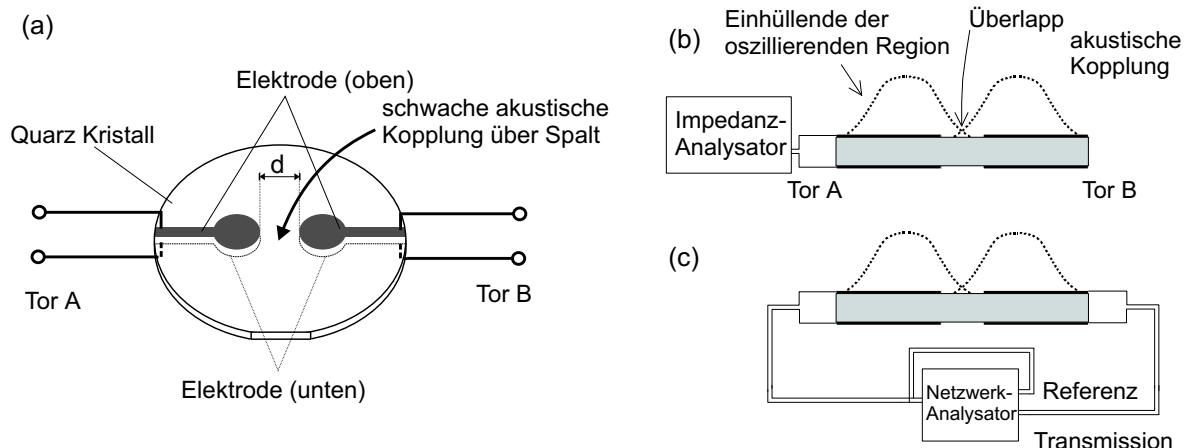 (a)
Elektrode (oben)
schwache akustische
Kopplung über Spalt
Quarz Kristall
d
Tor A
Tor B
Elektrode (unten)
(b)
Einhüllende der
oszillierenden Region
Überlapp
akustische
Kopplung
Impedanz-
Analysator
Tor A
Tor B
(c)
Netzwerk-
Analysator
Referenz
Transmission